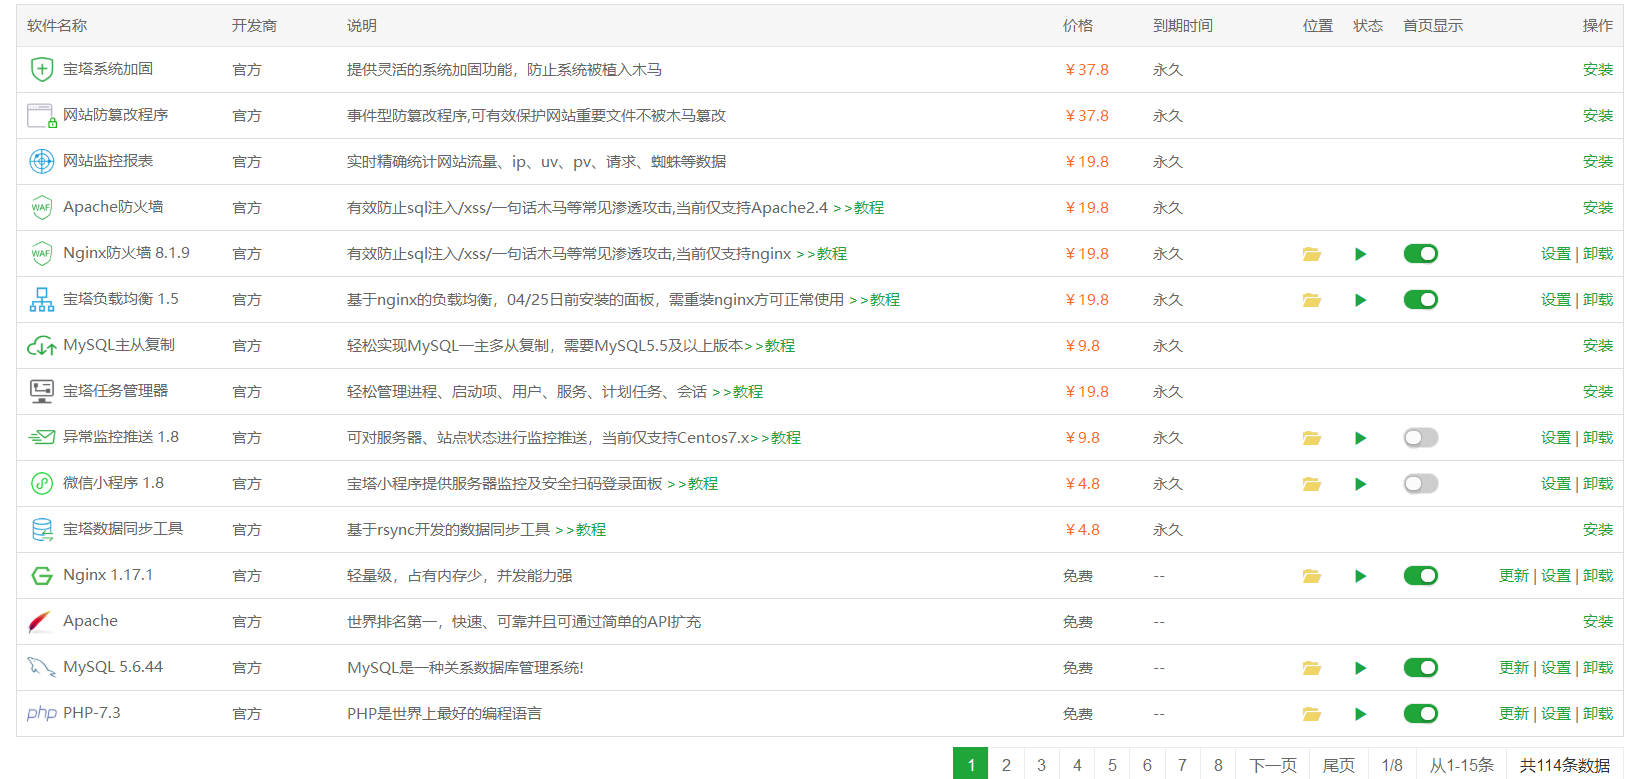 软件名称 开发商 说明 价格 到期时间 位置 状态 首页显示 操作
宝塔系统加固 官方 提供灵活的系统加固功能，防止系统被植入木马 ￥37.8 永久 安装
网站防篡改程序 官方 事件型防篡改程序,可有效保护网站重要文件不被木马篡改 ￥37.8 永久 安装
网站监控报表 官方 实时精确统计网站流量、ip、uv、pv、请求、蜘蛛等数据 ￥19.8 永久 安装
WAF Apache防火墙 官方 有效防止sql注入/xss/一句话木马等常见渗透攻击,当前仅支持Apache2.4 >>教程 ￥19.8 永久 安装
WAF Nginx防火墙 8.1.9 官方 有效防止sql注入/xss/一句话木马等常见渗透攻击,当前仅支持nginx >>教程 ￥19.8 永久 设置 | 卸载
宝塔负载均衡 1.5 官方 基于nginx的负载均衡，04/25日前安装的面板，需重装nginx方可正常使用 >>教程 ￥19.8 永久 设置 | 卸载
MySQL主从复制 官方 轻松实现MySQL一主多从复制，需要MySQL5.5及以上版本>>教程 ￥9.8 永久 安装
宝塔任务管理器 官方 轻松管理进程、启动项、用户、服务、计划任务、会话 >>教程 ￥19.8 永久 安装
异常监控推送 1.8 官方 可对服务器、站点状态进行监控推送，当前仅支持Centos7.x>>教程 ￥9.8 永久 设置 | 卸载
微信小程序 1.8 官方 宝塔小程序提供服务器监控及安全扫码登录面板 >>教程 ￥4.8 永久 设置 | 卸载
宝塔数据同步工具 官方 基于rsync开发的数据同步工具 >>教程 ￥4.8 永久 安装
Nginx 1.17.1 官方 轻量级，占有内存少，并发能力强 免费 -- 更新 | 设置 | 卸载
Apache 官方 世界排名第一，快速、可靠并且可通过简单的API扩充 免费 -- 安装
MySQL 5.6.44 官方 MySQL是一种关系数据库管理系统! 免费 -- 更新 | 设置 | 卸载
php PHP-7.3 官方 PHP是世界上最好的编程语言 免费 -- 更新 | 设置 | 卸载
1 2 3 4 5 6 7 8 下一页 尾页 1/8 从1-15条 共114条数据